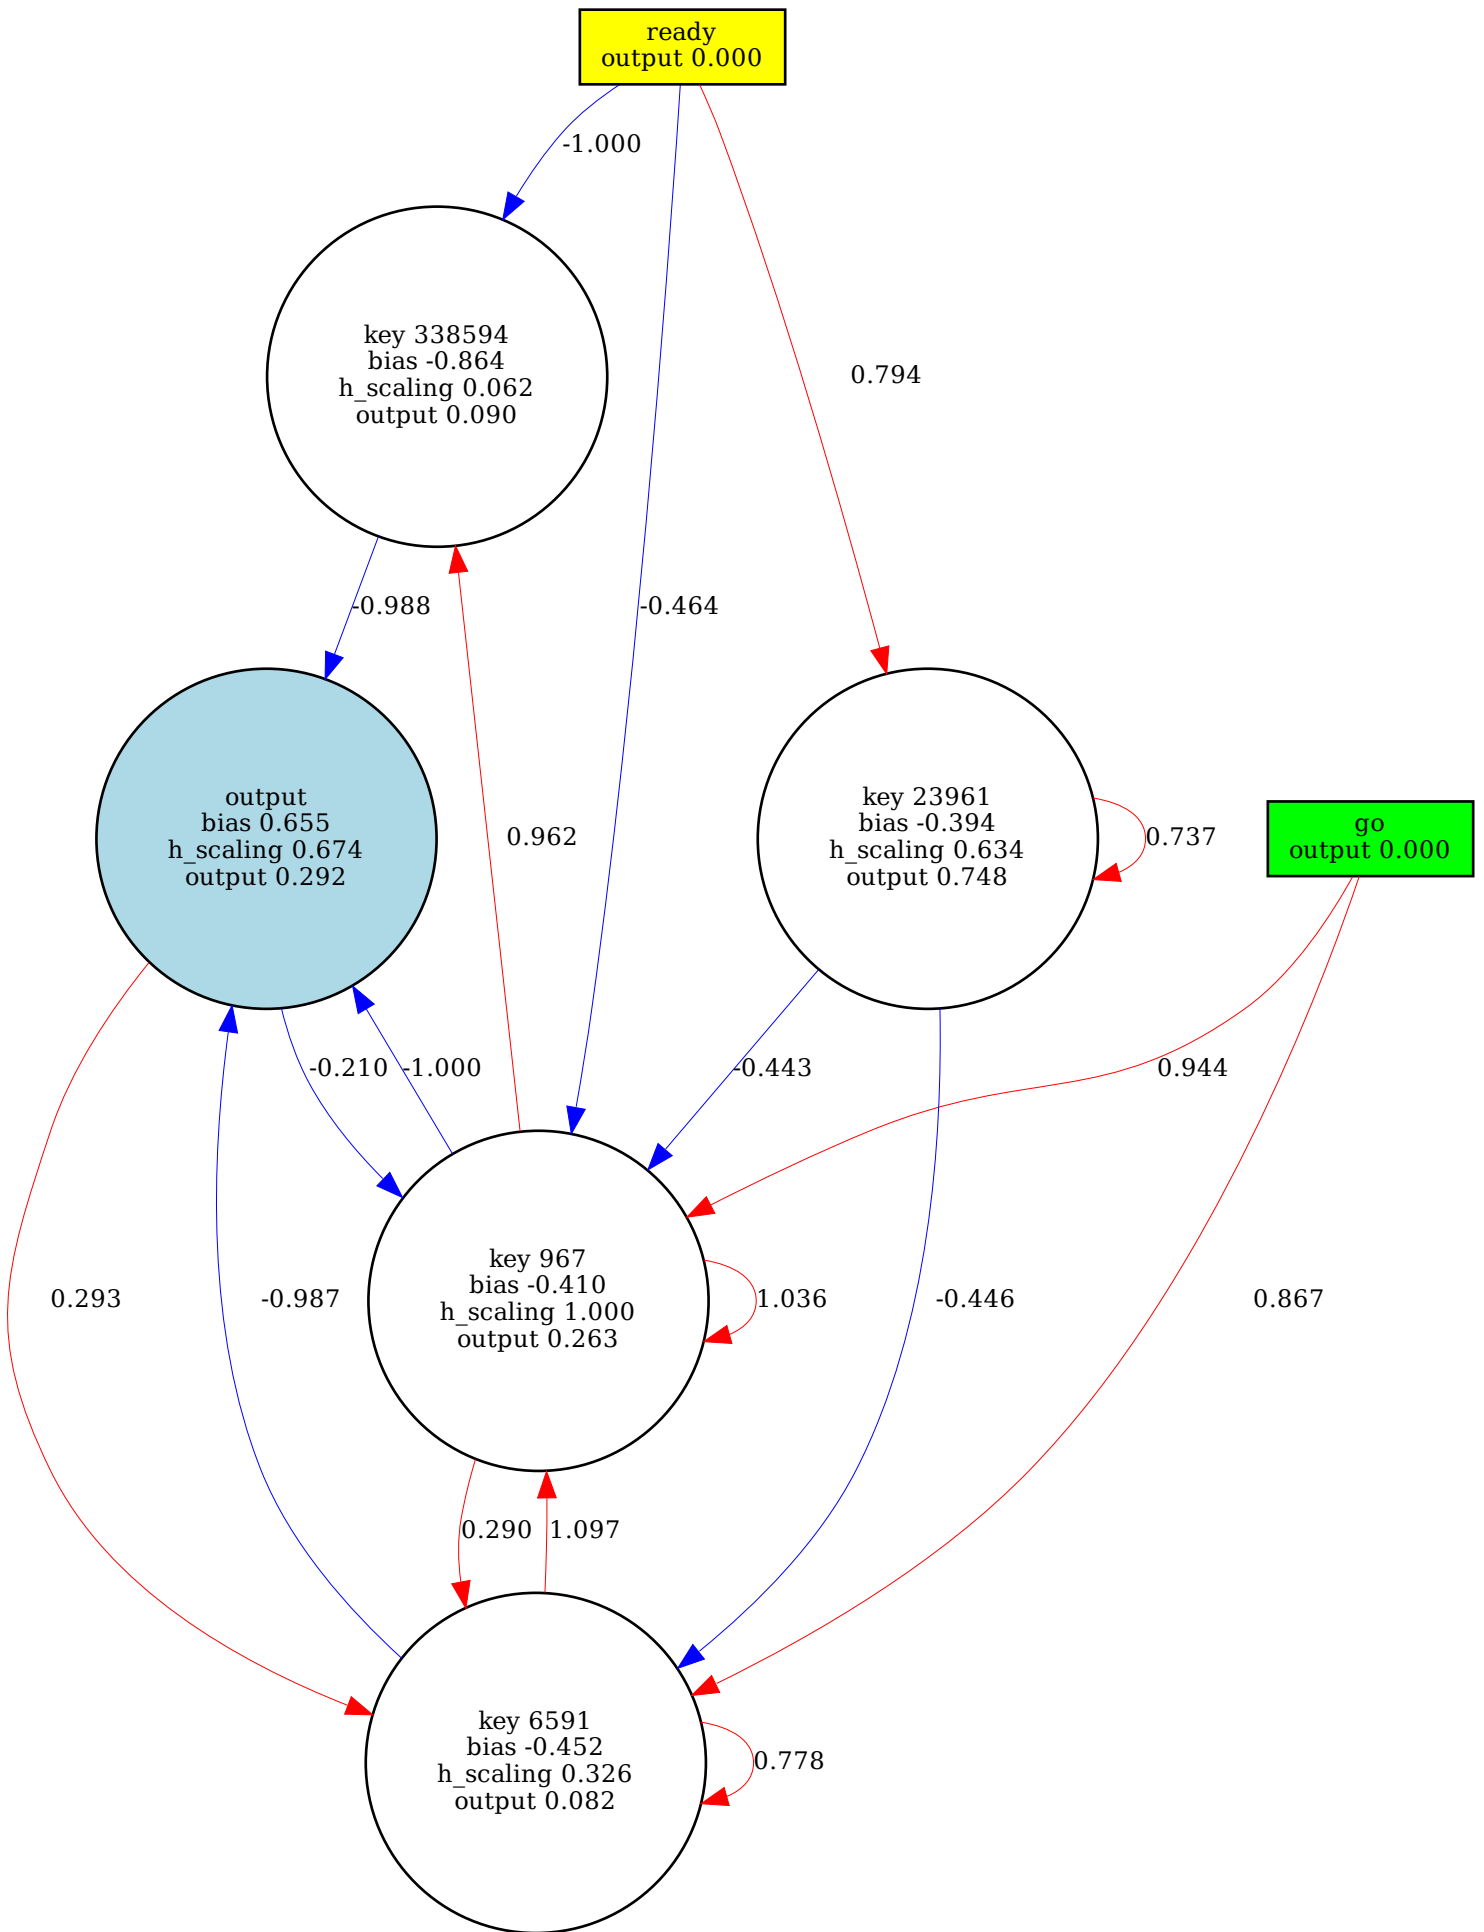 ready
output 0.000
-1.000
key 338594
bias -0.864
h_scaling 0.062
output 0.090
0.794
-0.988
-0.464
output
bias 0.655
h_scaling 0.674
output 0.292
0.962
key 23961
bias -0.394
h_scaling 0.634
output 0.748
0.737
go
output 0.000
-0.210
-1.000
-0.443
0.944
0.293
-0.987
key 967
bias -0.410
h_scaling 1.000
output 0.263
1.036
-0.446
0.867
0.290
1.097
key 6591
bias -0.452
h_scaling 0.326
output 0.082
0.778